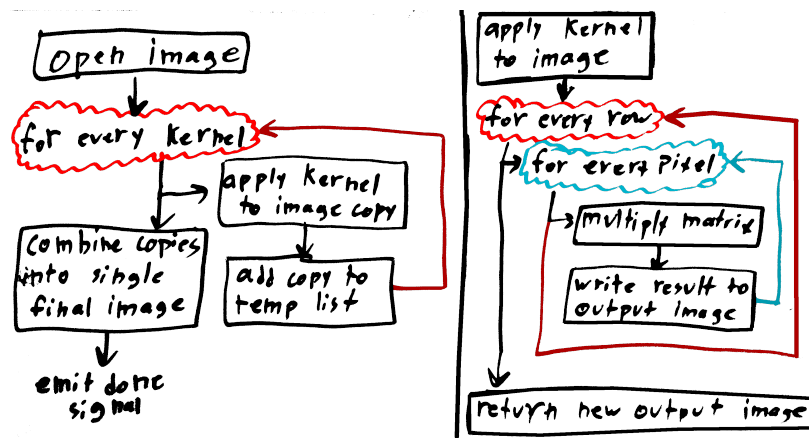 open image
for every kernel
apply kernel
to image copy
combine copies
into single
final image
add copy to
temp list
emit done
signal
apply kernel
to image
for every row
for every pixel
multiply matrix
write result to
output image
return new output image